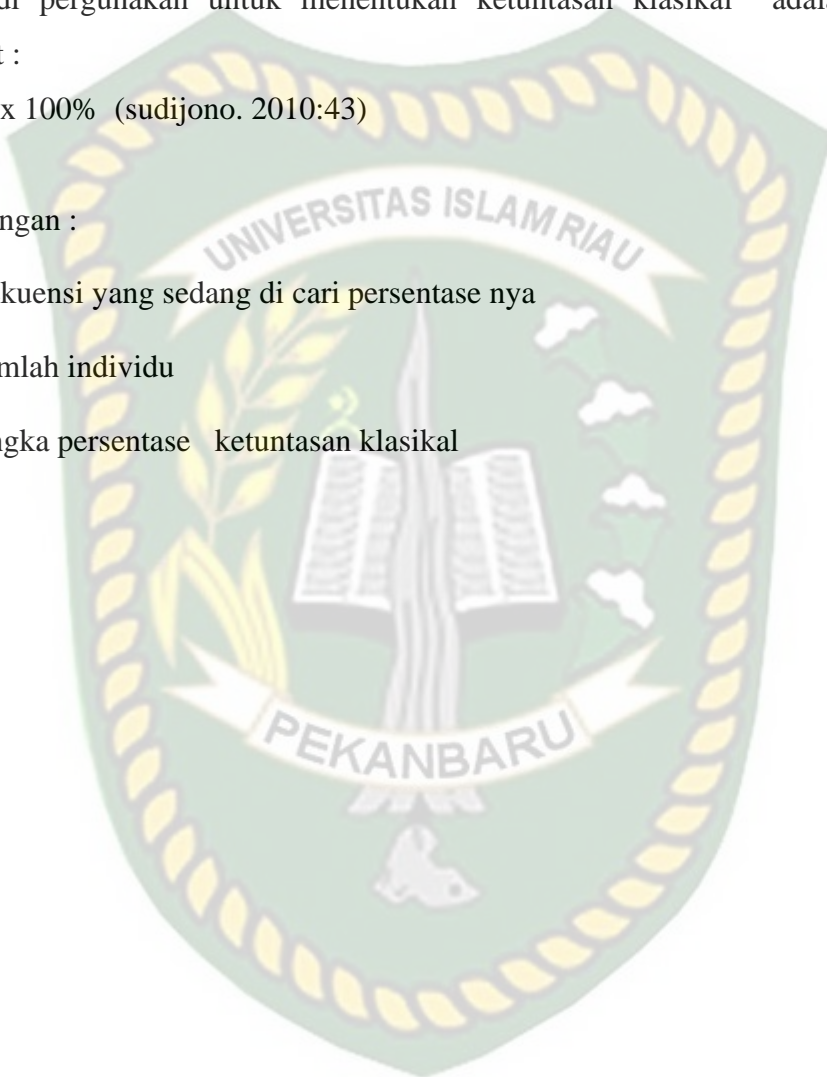 di pergunakan untuk menentukan ketuntasan klasikal
t :
x 100% (sudijono. 2010:43)
ngan :
UNIVERSITAS ISLAM RIAU
kuensi yang sedang di cari persentase nya
mlah individu
ngka persentase ketuntasan klasikal
PEKANBARU